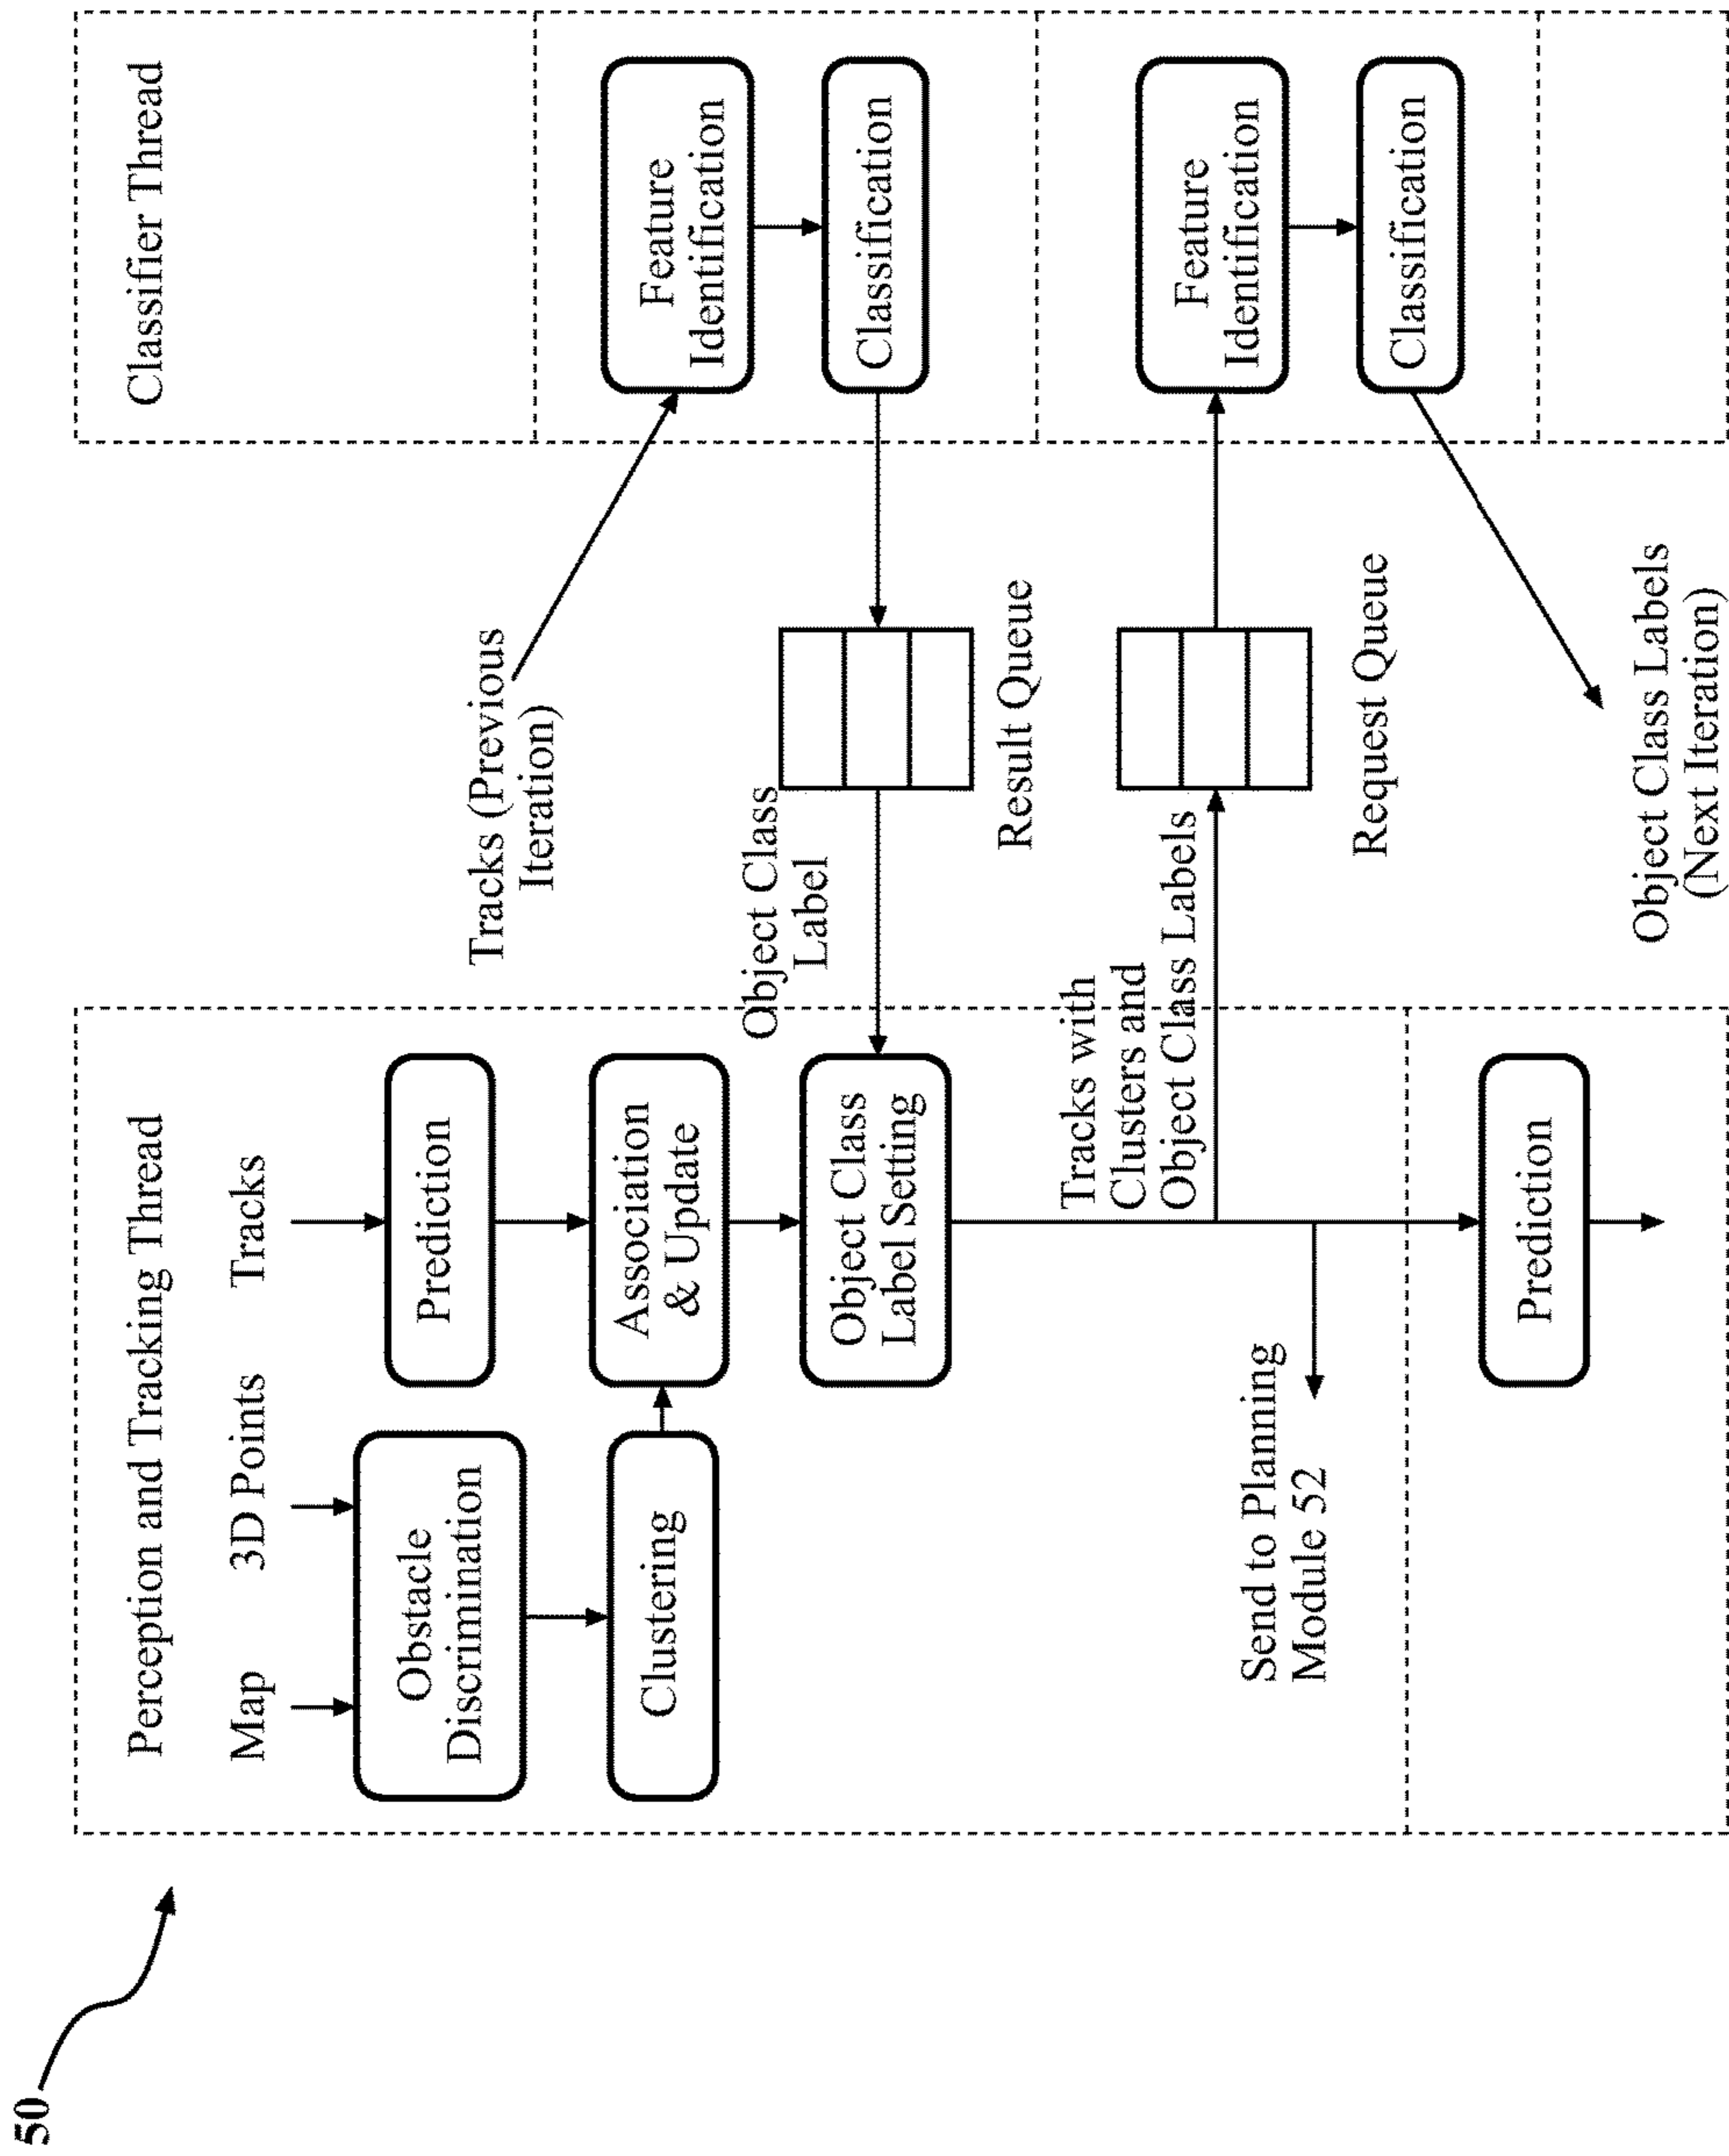 50
Perception and Tracking Thread
Map
3D Points
Tracks
Obstacle
Discrimination
Prediction
Clustering
Association
& Update
Object Class
Label Setting
Tracks with
Clusters and
Object Class Labels
Send to Planning
Module 52
Prediction
Tracks (Previous
Iteration)
Object Class
Label
Result Queue
Request Queue
Object Class Labels
(Next Iteration)
Classifier Thread
Feature
Identification
Classification
Feature
Identification
Classification